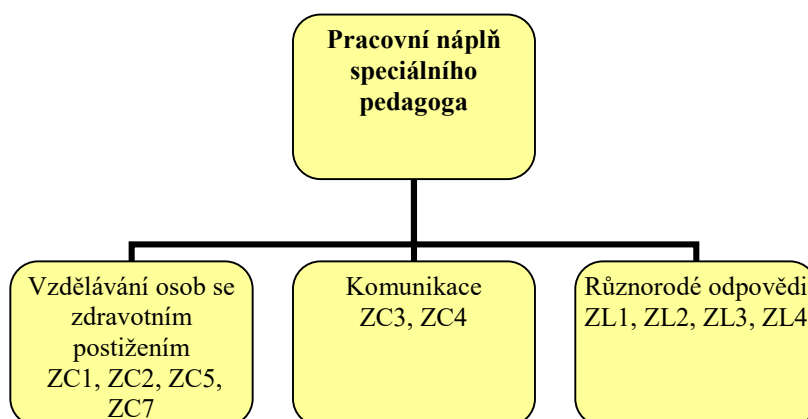 Pracovní náplň
speciálního
pedagoga
Vzdělávání osob se
zdravotním
postižením
ZC1, ZC2, ZC5,
ZC7
Komunikace
ZC3, ZC4
Různorodé odpovědi
ZL1, ZL2, ZL3, ZL4